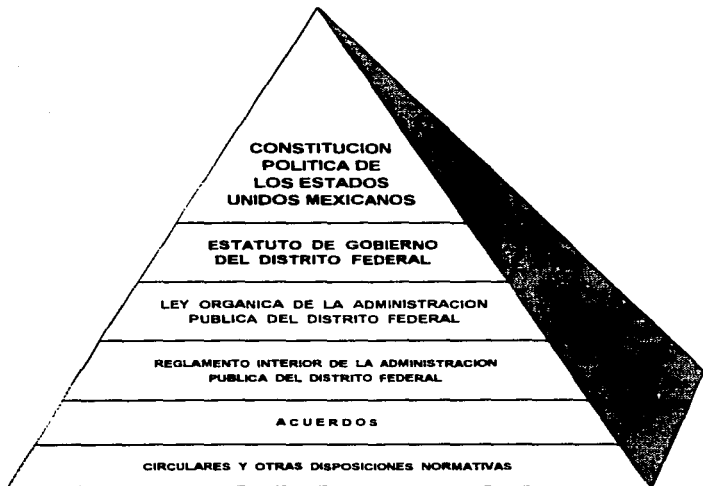 CONSTITUCION
POLITICA DE
LOS ESTADOS
UNIDOS MEXICANOS
ESTATUTO DE GOBIERNO
DEL DISTRITO FEDERAL
LEY ORGANICA DE LA ADMINISTRACION
PUBLICA DEL DISTRITO FEDERAL
REGLAMENTO INTERIOR DE LA ADMINISTRACION
PUBLICA DEL DISTRITO FEDERAL
ACUERDOS
CIRCULARES Y OTRAS DISPOSICIONES NORMATIVAS